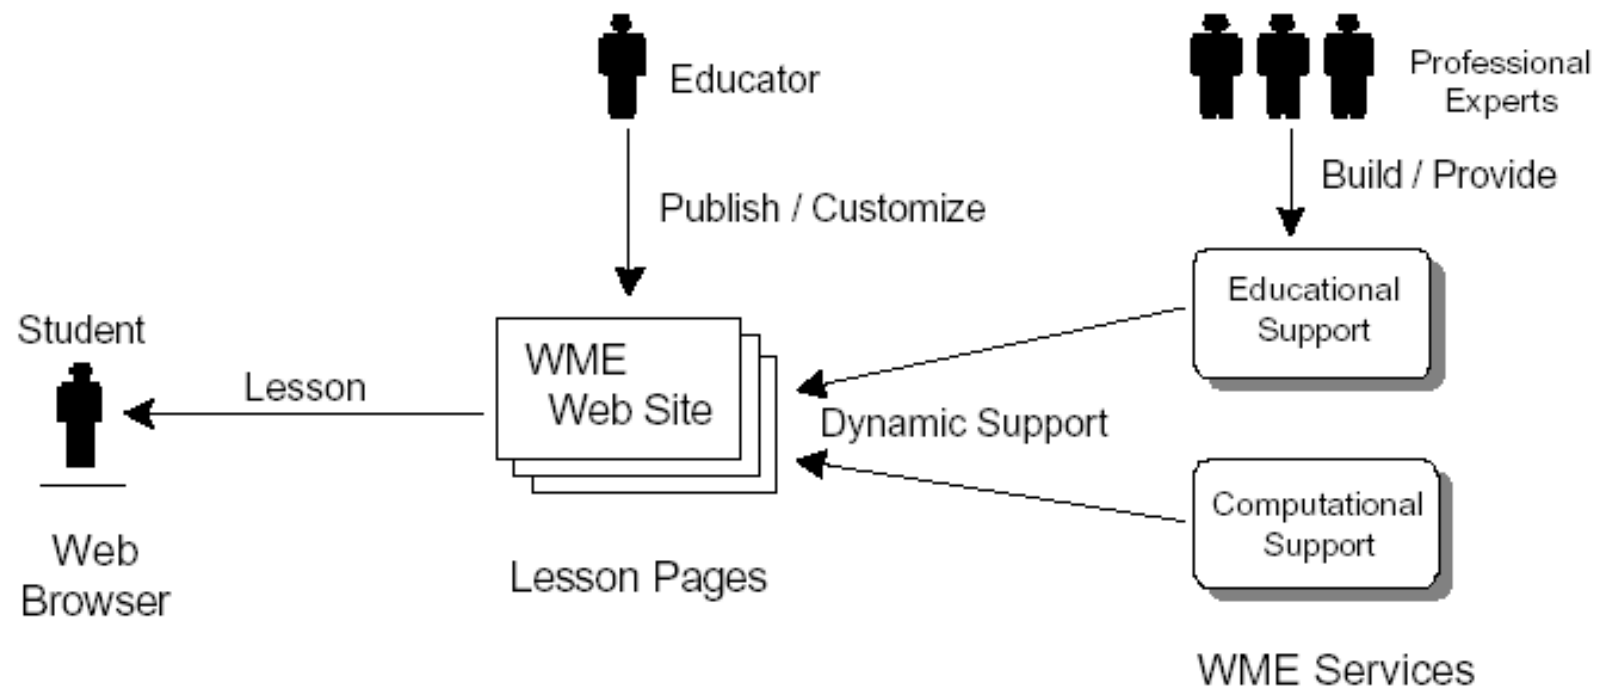 Educator
Professional
Experts
Build / Provide
Publish / Customize
Educational
Support
Student
WME
Web Site
Lesson
Dynamic Support
Computational
Support
Web
Browser
Lesson Pages
WME Services